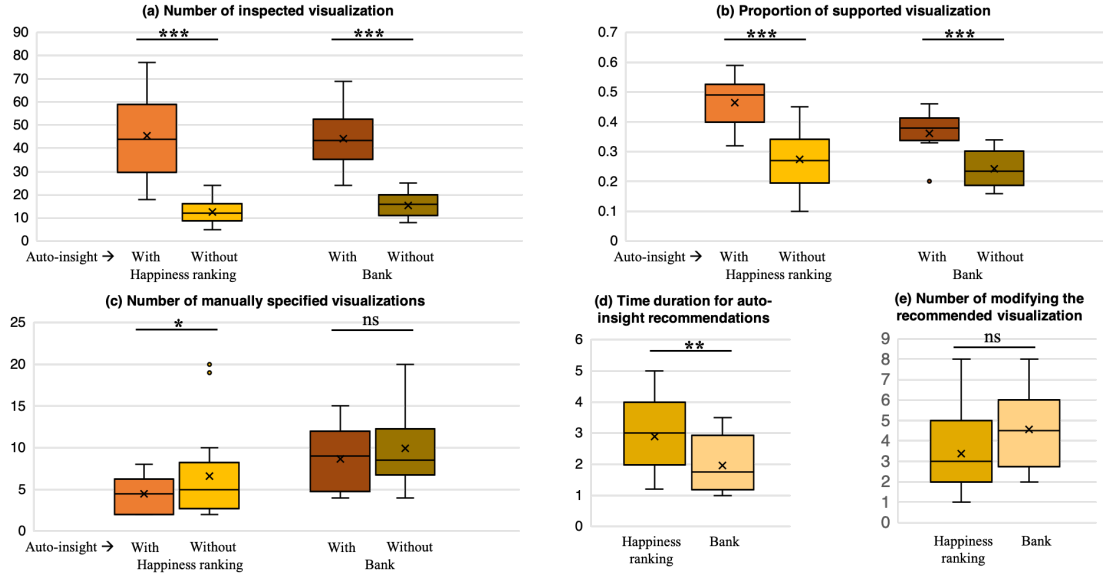 (a) Number of inspected visualization
90
80
70
60
50
40
30
20
10
0
*** ***
Auto-insight → With Without With Without
Happiness ranking Bank
(b) Proportion of supported visualization
0.7
0.6
0.5
0.4
0.3
0.2
0.1
*** ***
Auto-insight → With Without With Without
Happiness ranking Bank
(c) Number of manually specified visualizations
25
20
15
10
5
0
* ns
Auto-insight → With Without With Without
Happiness ranking Bank
(d) Time duration for auto-
insight recommendations
6
5
4
3
2
1
0
**
Happiness Bank
ranking
(e) Number of modifying the
recommended visualization
9
8
7
6
5
4
3
2
1
0
ns
Happiness Bank
ranking